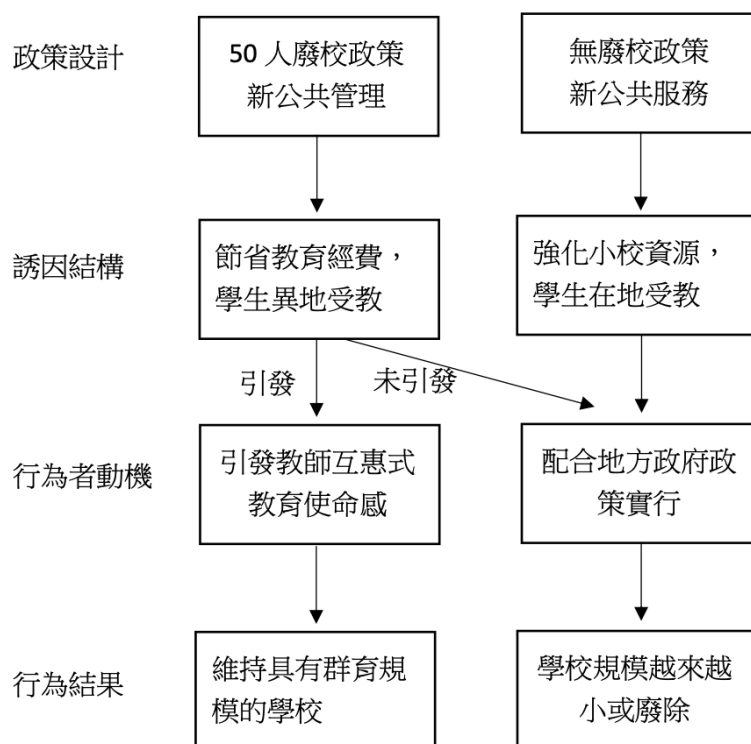 政策設計
50 人廢校政策
新公共管理
無廢校政策
新公共服務
誘因結構
節省教育經費，
學生異地受教
強化小校資源，
學生在地受教
引發
未引發
行為者動機
引發教師互惠式
教育使命感
配合地方政府政
策實行
行為結果
維持具有群育規
模的學校
學校規模越來越
小或廢除